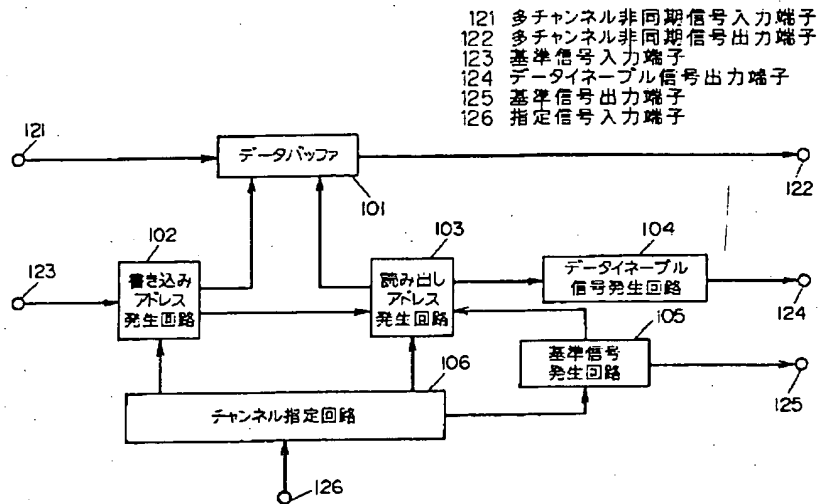 121 多チャンネル非同期信号入力端子
122 多チャンネル非同期信号出力端子
123 基準信号入力端子
124 データイネーブル信号出力端子
125 基準信号出力端子
126 指定信号入力端子
121
データバッファ
101
122
102
103
104
123
書き込み
アドレス
発生回路
読み出し
アドレス
発生回路
データイネーブル
信号発生回路
124
105
基準信号
発生回路
106
125
チャンネル指定回路
126